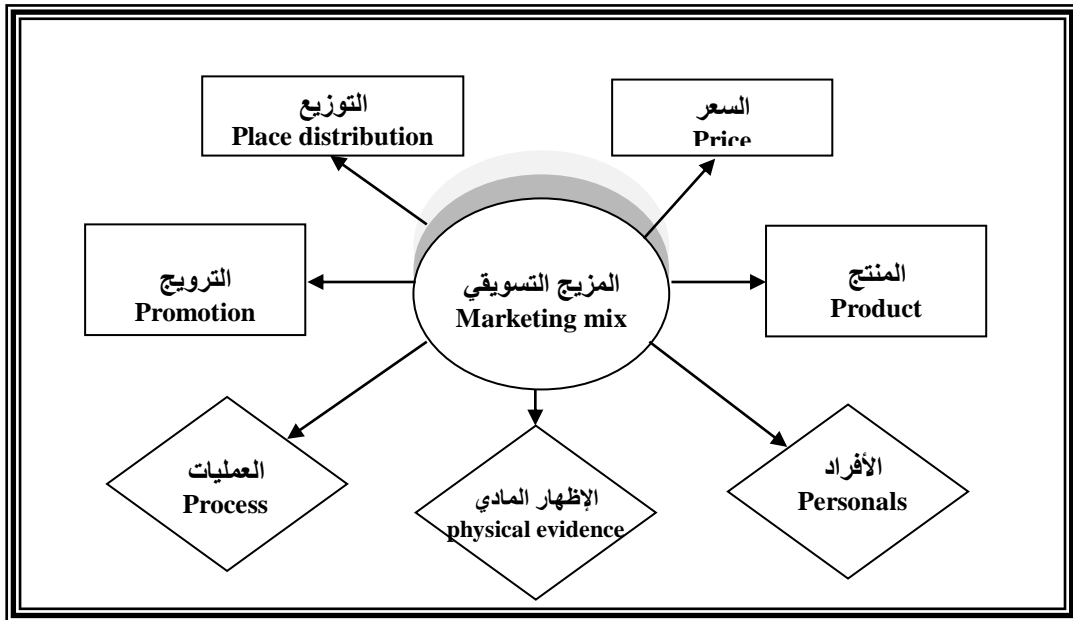 السعر
Price
التوزيع
Place distribution
المنتج
Product
المزيج التسويقي
Marketing mix
الترويج
Promotion
الأفراد
Personals
الإظهار المادي
physical evidence
العمليات
Process